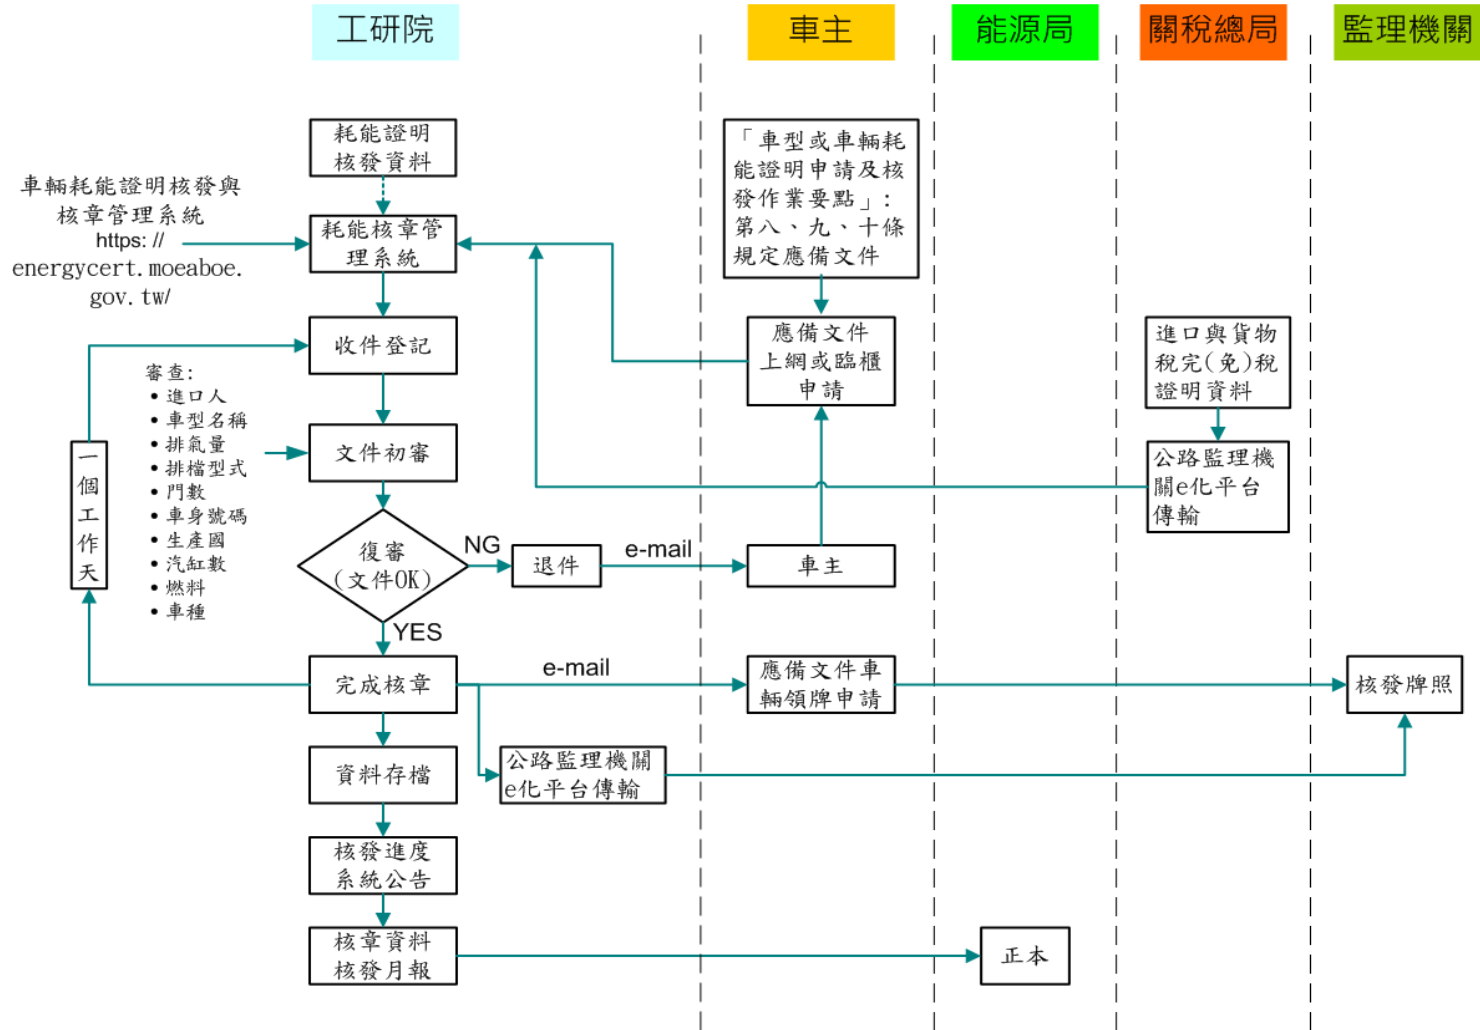 工研院
車主
能源局
關稅總局
監理機關
耗能證明
核發資料
車輛耗能證明核發與
核章管理系統
https: //
energycert.moeaboe.
gov.tw/
耗能核章管
理系統
收件登記
審查:
• 進口人
• 車型名稱
• 排氣量
• 排檔型式
• 門數
• 車身號碼
• 生產國
• 汽缸數
• 燃料
• 車種
一個工作天
文件初審
復審
(文件OK)
NG
退件
e-mail
車主
YES
完成核章
e-mail
應備文件車
輛領牌申請
核發牌照
資料存檔
公路監理機關
e化平台傳輸
核發進度
系統公告
核章資料
核發月報
正本
「車型或車輛耗
能證明申請及核
發作業要點」:
第八、九、十條
規定應備文件
應備文件
上網或臨櫃
申請
進口與貨物
稅完(免)稅
證明資料
公路監理機
關e化平台
傳輸